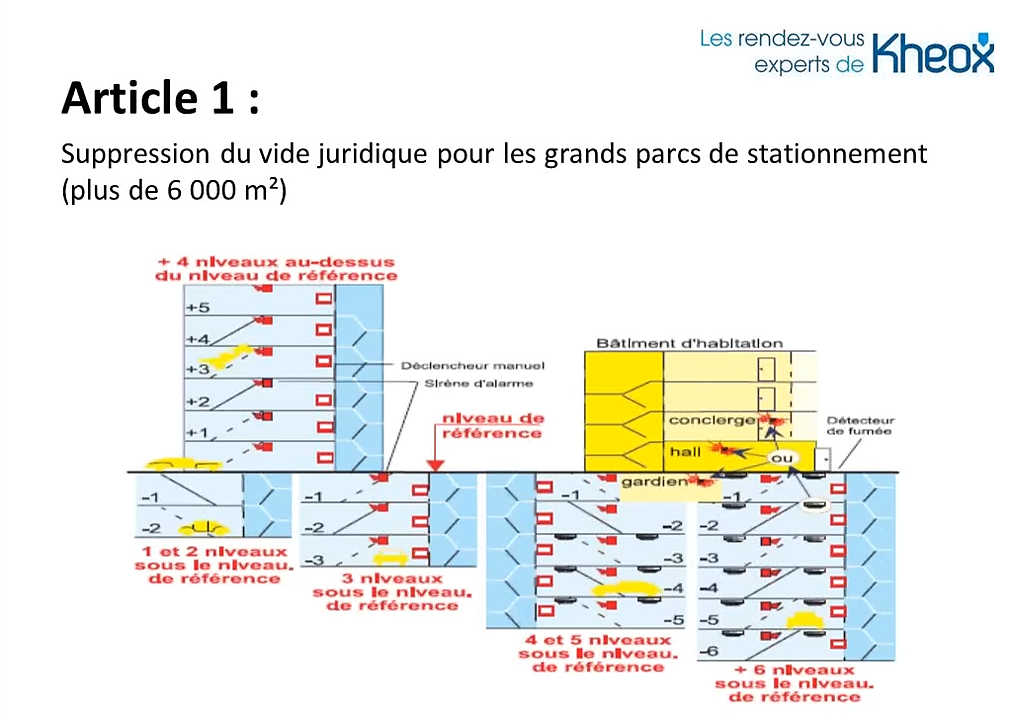 Les rendez-vous
experts de Kheox
Article 1 :
Suppression du vide juridique pour les grands parcs de stationnement
(plus de 6 000 m²)
+ 4 niveaux au-dessus
du niveau de référence
+5
+4
+3
+2
+1
Déclencheur manuel
Sirène d'alarme
niveau de
référence
Bâtiment d'habitation
concierge
hall
ou
gardien
Détecteur
de fumée
-1
-2
1 et 2 niveaux
sous le niveau.
de référence
-1
-2
-3
3 niveaux
sous le niveau.
de référence
-1
-2
-3
-4
-5
4 et 5 niveaux
sous le niveau.
de référence
-1
-2
-3
-4
-5
-6
+ 6 niveaux
sous le niveau.
de référence